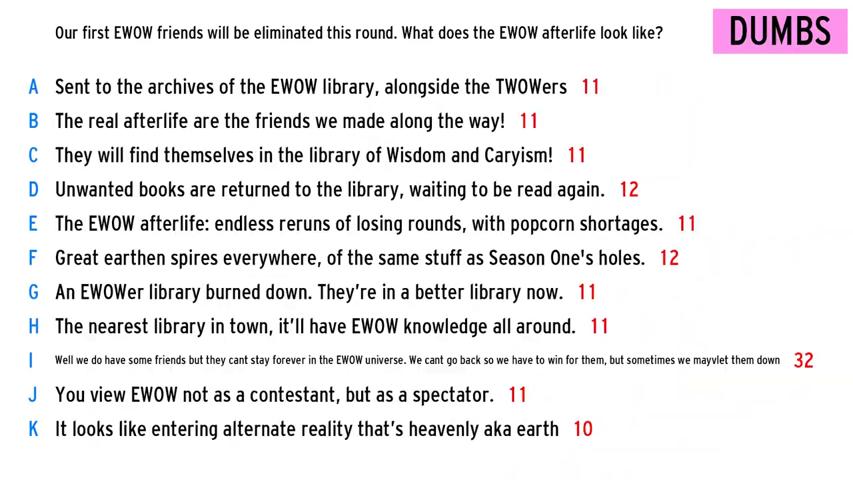 Our first EWOW friends will be eliminated this round. What does the EWOW afterlife look like?
DUMBS
A Sent to the archives of the EWOW library, alongside the TWOWers 11
B The real afterlife are the friends we made along the way! 11
C They will find themselves in the library of Wisdom and Caryism! 11
D Unwanted books are returned to the library, waiting to be read again. 12
E The EWOW afterlife: endless reruns of losing rounds, with popcorn shortages. 11
F Great earthen spires everywhere, of the same stuff as Season One's holes. 12
G An EWOWer library burned down. They're in a better library now. 11
H The nearest library in town, it'll have EWOW knowledge all around. 11
I Well we do have some friends but they cant stay forever in the EWOW universe. We cant go back so we have to win for them, but sometimes we mayvlet them down 32
J You view EWOW not as a contestant, but as a spectator. 11
K It looks like entering alternate reality that's heavenly aka earth 10